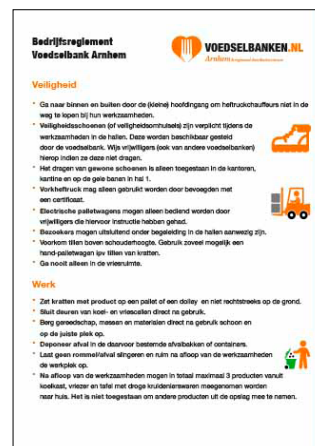 Bedrijfsreglement
Voedselbank Arnhem
VOEDSELBANKEN.NL
Arnhem
Veiligheid
* Ga naar binnen en buiten door de (kleine) hoofdingang om heftruckchauffeurs niet in de
weg te lopen bij hun werkzaamheden.
* Veiligheidsschoenen (of veiligheidsomhulsels) zijn verplicht tijdens de
werkzaamheden in de hallen. Deze worden beschikbaar gesteld
door de voedselbank. Wijs vrijwilligers (ook van andere voedselbanken)
hierop indien ze deze niet dragen.
* Het dragen van gewone schoenen is alleen toegestaan in de kantoren,
kantine en op de gele banen in hal 1.
* Vorkheftruck mag alleen gebruikt worden door bevoegden met
een certificaat.
* Electrische palletwagens mogen alleen bediend worden door
vrijwilligers die hiervoor instructie hebben gehad.
* Bezoekers mogen uitsluitend onder begeleiding in de hallen aanwezig zijn.
* Voorkom tillen boven schouderhoogte. Gebruik zoveel mogelijk een
hand-palletwagen ipv tillen van kratten.
* Ga nooit alleen in de vriesruimte.
Werk
* Zet kratten met product op een pallet of een dolley en niet rechtstreeks op de grond.
* Sluit deuren van koel- en vriescellen direct na gebruik.
* Berg gereedschap, messen en materialen direct na gebruik schoon en
op de juiste plek op.
* Deponeer afval in de daarvoor bestemde afvalbakken of containers.
* Laat geen rommel/afval slingeren en ruim na afloop van de werkzaamheden
de werkplek op.
* Na afloop van de werkzaamheden mogen in totaal maximaal 3 producten vanuit
koelkast, vriezer en tafel met droge kruidenierswaren meegenomen worden
naar huis. Het is niet toegestaan om andere producten uit de opslag mee te nemen.